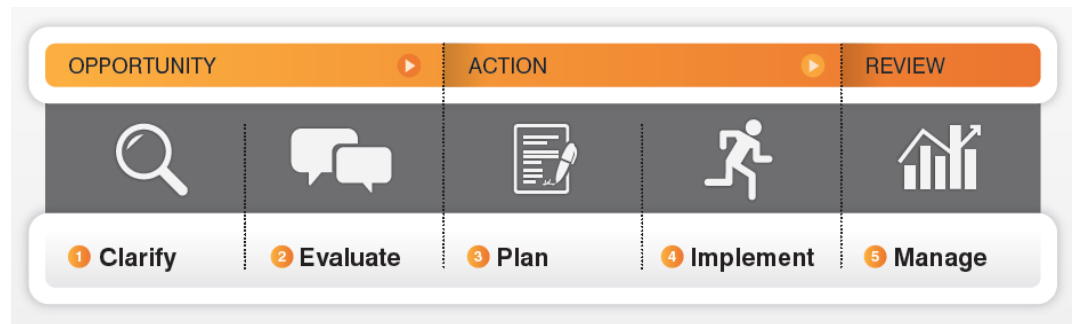 OPPORTUNITY ACTION REVIEW
1 Clarify 2 Evaluate 3 Plan 4 Implement 5 Manage